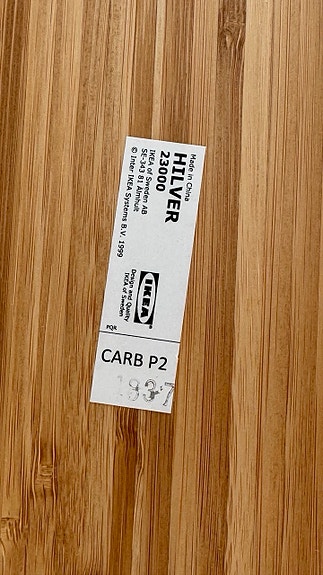 Made in China
HILVER
23000
IKEA of Sweden AB
SE-343 81 Älmhult
© Inter IKEA Systems B.V. 1999
IKEA®
Design and Quality
IKEA of Sweden
PQR
CARB P2
1837